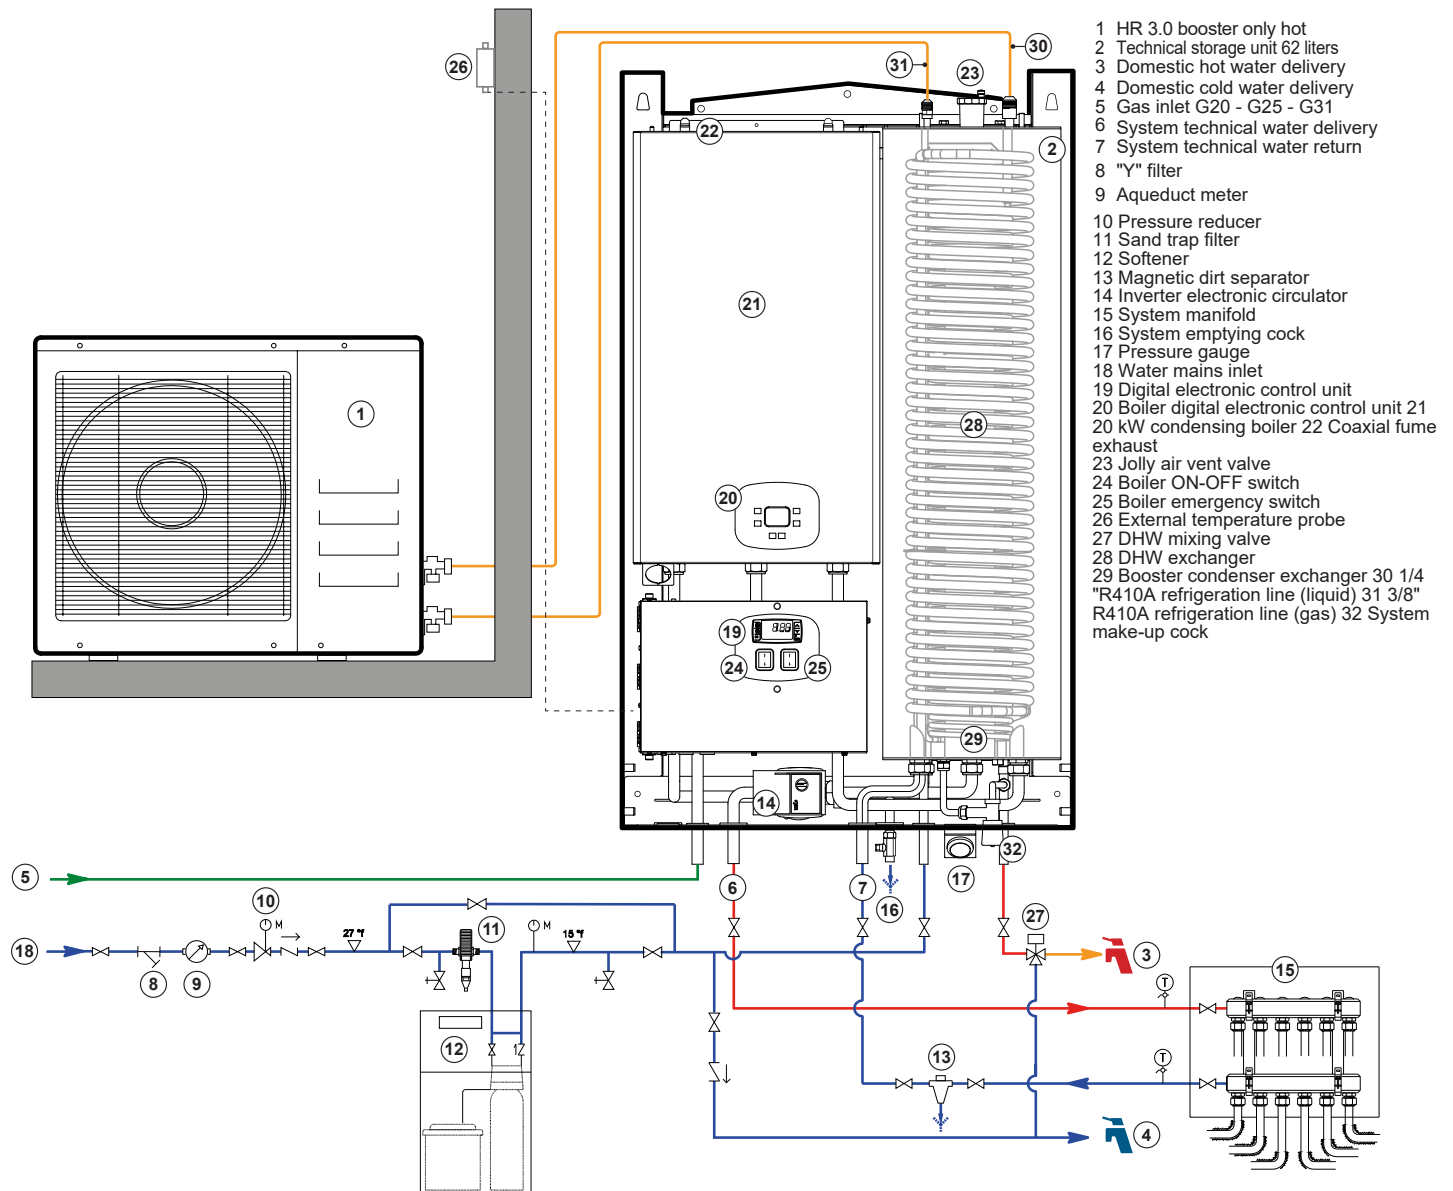 1 HR 3.0 booster only hot
2 Technical storage unit 62 liters
3 Domestic hot water delivery
4 Domestic cold water delivery
5 Gas inlet G20 - G25 - G31
6 System technical water delivery
7 System technical water return
8 "Y" filter
9 Aqueduct meter
10 Pressure reducer
11 Sand trap filter
12 Softener
13 Magnetic dirt separator
14 Inverter electronic circulator
15 System manifold
16 System emptying cock
17 Pressure gauge
18 Water mains inlet
19 Digital electronic control unit
20 Boiler digital electronic control unit 21
20 kW condensing boiler 22 Coaxial fume
exhaust
23 Jolly air vent valve
24 Boiler ON-OFF switch
25 Boiler emergency switch
26 External temperature probe
27 DHW mixing valve
28 DHW exchanger
29 Booster condenser exchanger 30 1/4
"R410A refrigeration line (liquid) 31 3/8"
R410A refrigeration line (gas) 32 System
make-up cock
30
31
23
26
22
2
21
1
28
20
19
24
25
29
14
32
17
5
6
7
16
10
M
11
M
27
18
27 °f
15 °f
3
8
9
T
15
12
13
T
4